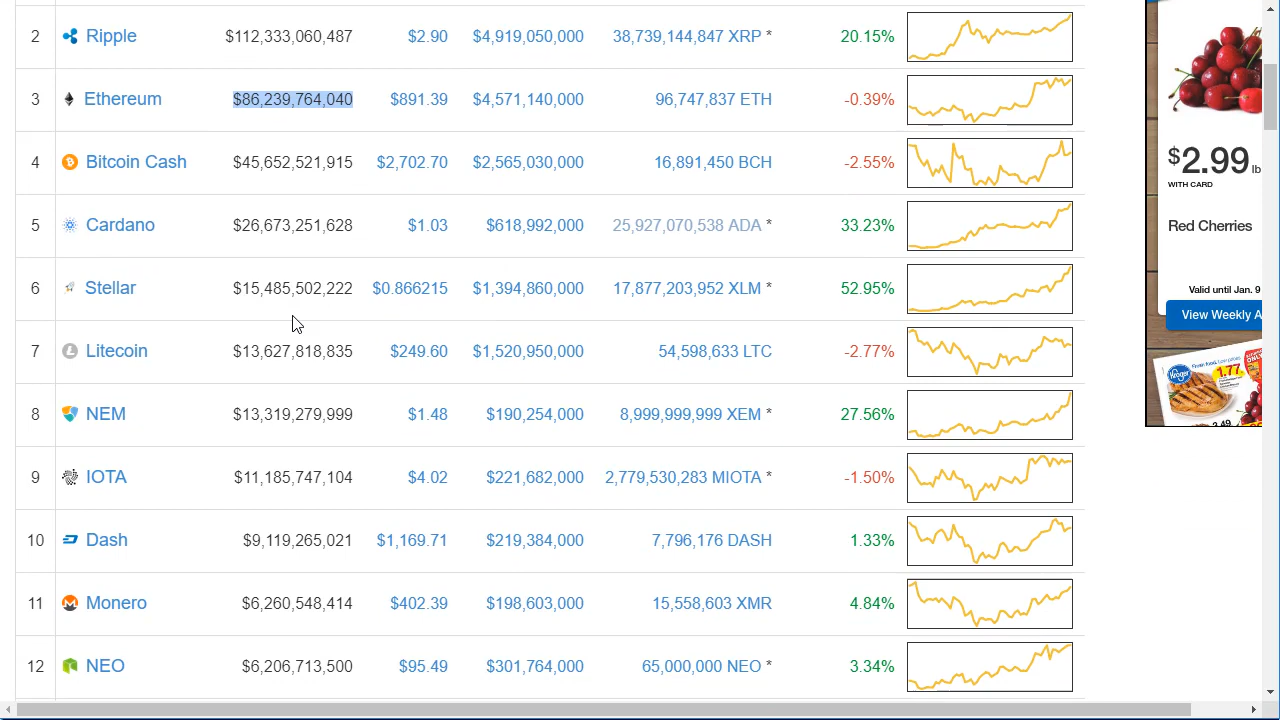 2 Ripple $112,333,060,487 $2.90 $4,919,050,000 38,739,144,847 XRP * 20.15%
3 Ethereum $86,239,764,040 $891.39 $4,571,140,000 96,747,837 ETH -0.39%
4 Bitcoin Cash $45,652,521,915 $2,702.70 $2,565,030,000 16,891,450 BCH -2.55%
5 Cardano $26,673,251,628 $1.03 $618,992,000 25,927,070,538 ADA * 33.23%
6 Stellar $15,485,502,222 $0.866215 $1,394,860,000 17,877,203,952 XLM * 52.95%
7 Litecoin $13,627,818,835 $249.60 $1,520,950,000 54,598,633 LTC -2.77%
8 NEM $13,319,279,999 $1.48 $190,254,000 8,999,999,999 XEM * 27.56%
9 IOTA $11,185,747,104 $4.02 $221,682,000 2,779,530,283 MIOTA * -1.50%
10 Dash $9,119,265,021 $1,169.71 $219,384,000 7,796,176 DASH 1.33%
11 Monero $6,260,548,414 $402.39 $198,603,000 15,558,603 XMR 4.84%
12 NEO $6,206,713,500 $95.49 $301,764,000 65,000,000 NEO * 3.34%
$2.99 lb
WITH CARD
Red Cherries
Valid until Jan. 9
View Weekly A
Kroger
1.77